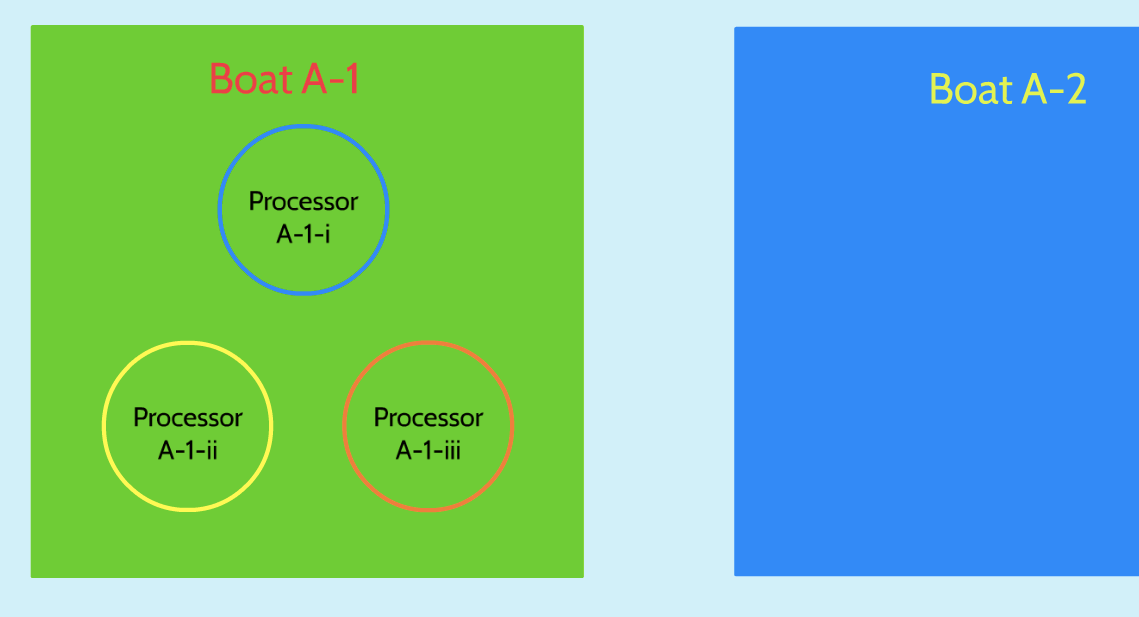 Boat A-1
Processor
A-1-i
Processor
A-1-ii
Processor
A-1-iii
Boat A-2